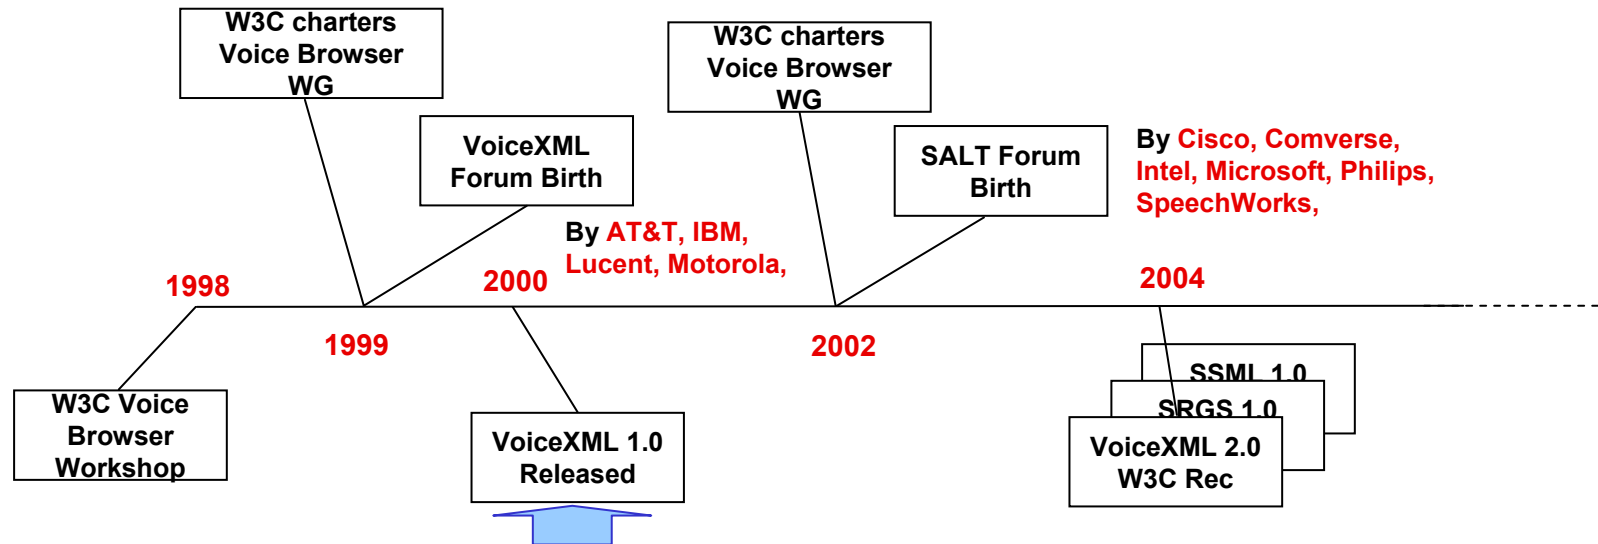 W3C charters
Voice Browser
WG
VoiceXML
Forum Birth
By AT&T, IBM,
Lucent, Motorola,
W3C charters
Voice Browser
WG
SALT Forum
Birth
By Cisco, Comverse,
Intel, Microsoft, Philips,
SpeechWorks,
1998
1999
2000
2002
2004
W3C Voice
Browser
Workshop
VoiceXML 1.0
Released
SSML 1.0
SRGS 1.0
VoiceXML 2.0
W3C Rec